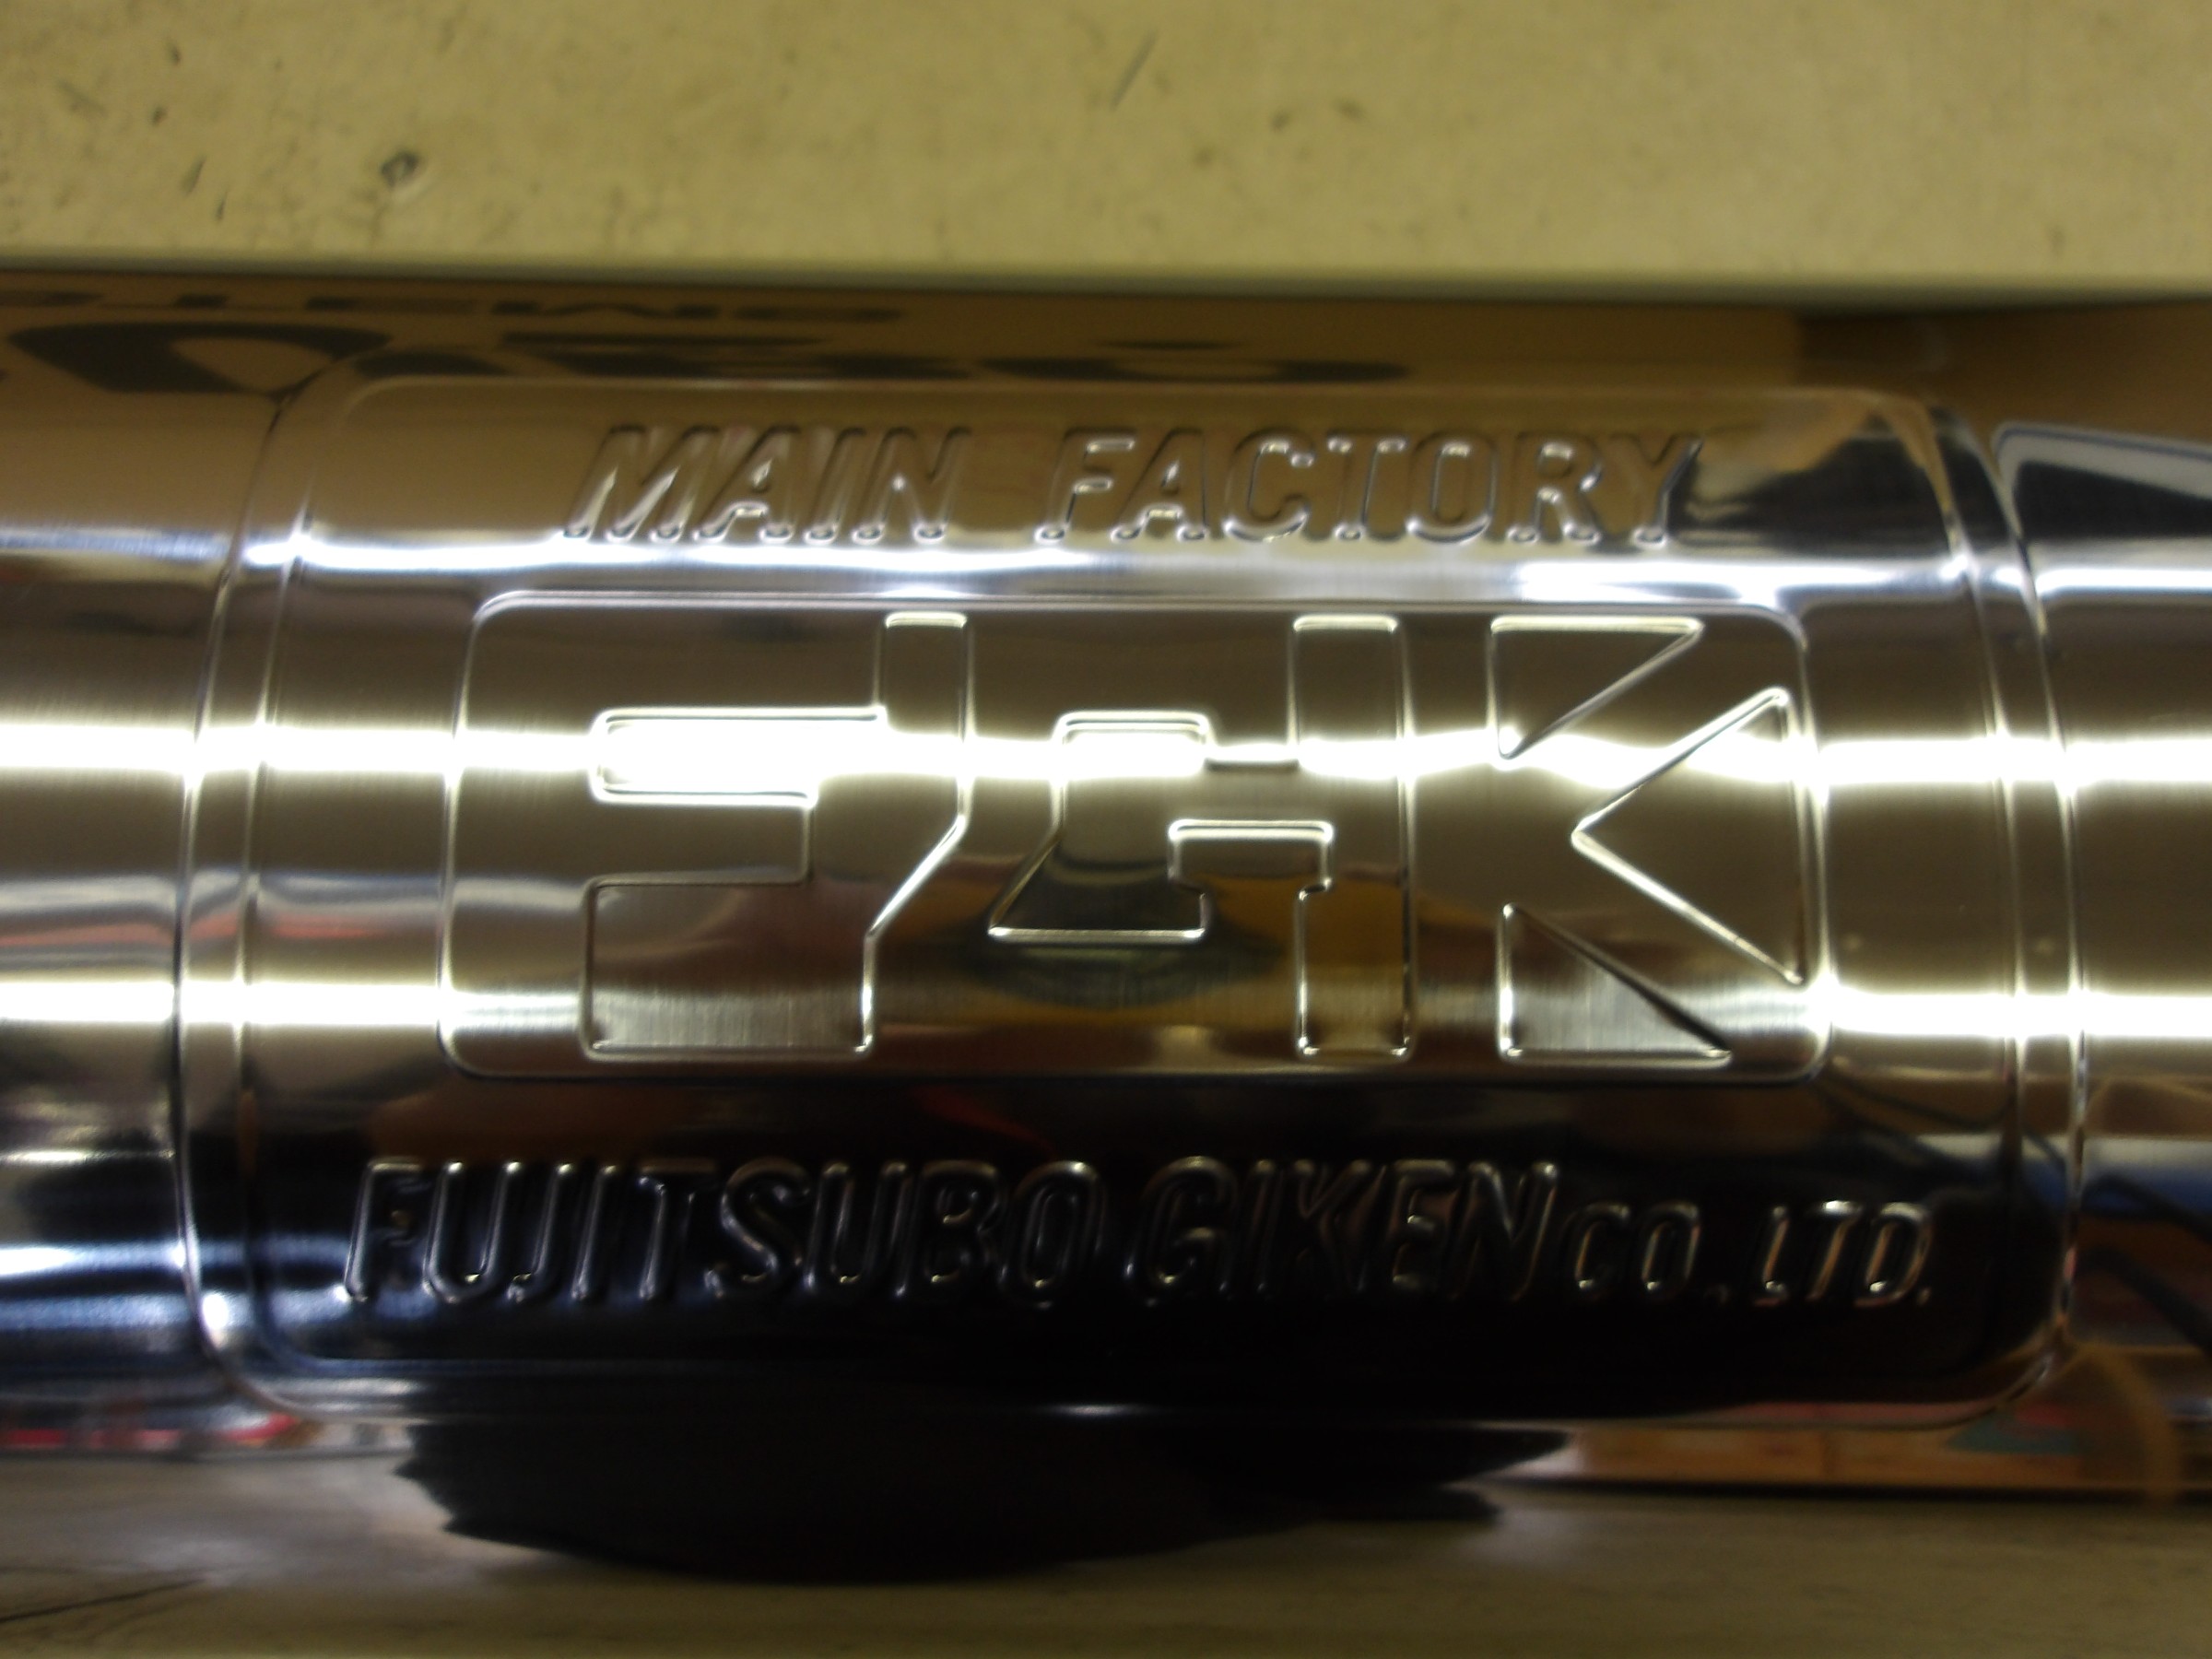 MAIN FACTORY
FGK
FUJITSUBO GIKEN CO., LTD.